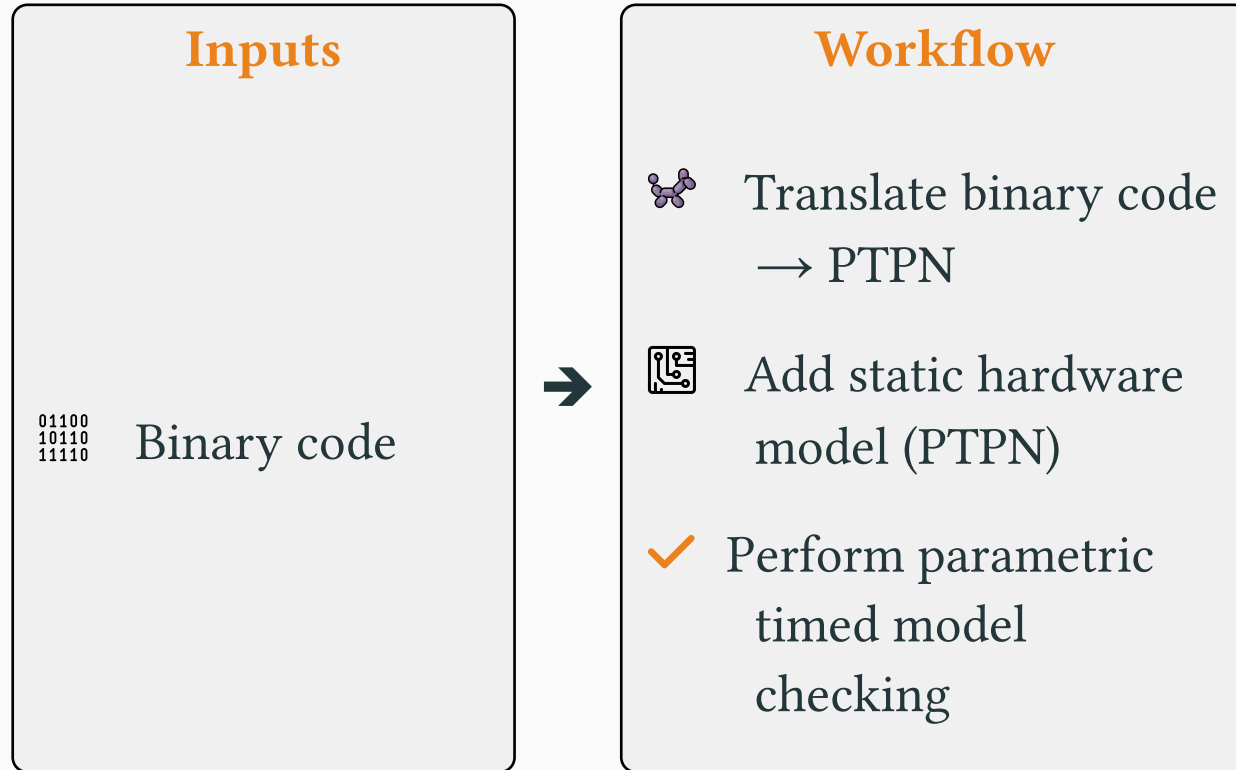 Inputs
01100
10110
11110
Binary code
Workflow
Translate binary code
→ PTPN
Add static hardware
model (PTPN)
Perform parametric
timed model
checking